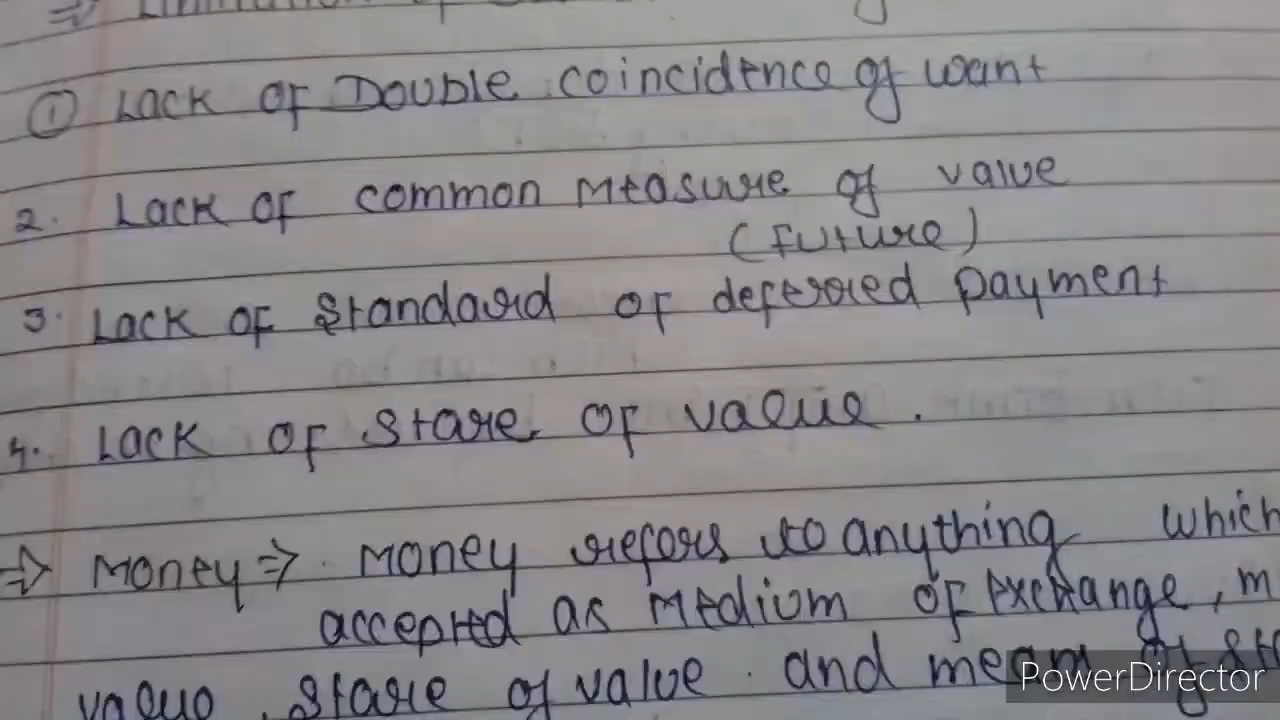 ① Lack of Double coincidence of want
2. Lack of common measure of value
(Future)
3. Lack of Standard of deferred payment
4. Lack of Store of value.
⇒ Money ⇒ Money refers to anything which
accepted as medium of exchange, m
value, Store of value. and mean of
PowerDirector